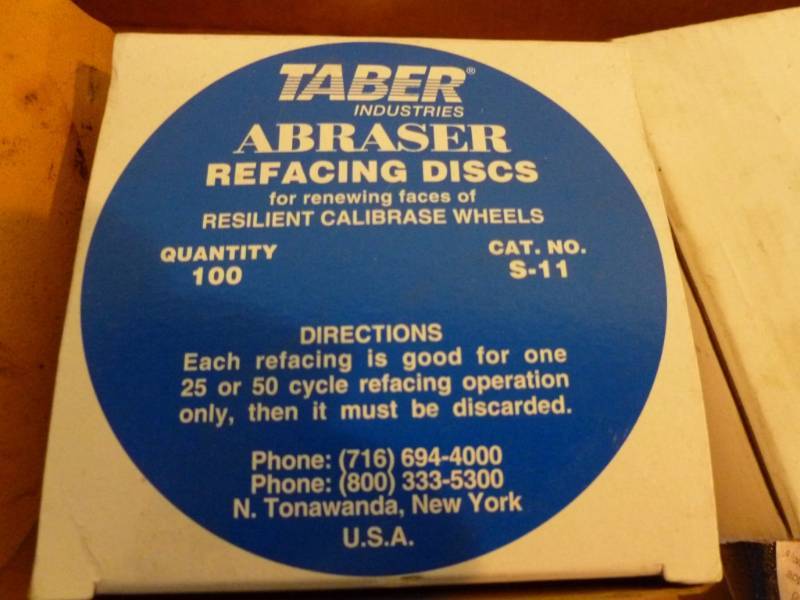 TABER®
INDUSTRIES
ABRASER
REFACING DISCS
for renewing faces of
RESILIENT CALIBRASE WHEELS
QUANTITY
100
CAT. NO.
S-11
DIRECTIONS
Each refacing is good for one
25 or 50 cycle refacing operation
only, then it must be discarded.
Phone: (716) 694-4000
Phone: (800) 333-5300
N. Tonawanda, New York
U.S.A.